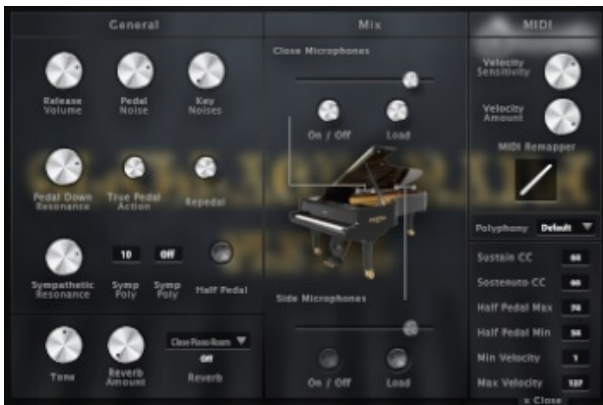 General
Mix
MIDI
Close Microphones
Velocity
Sensitivity
Release
Volume
Pedal
Noise
Key
Noises
On / Off
Load
Velocity
Amount
MIDI Remapper
Pedal Down
Resonance
True Pedal
Action
Repedal
Polyphony
Default
10
Off
Sustain CC
64
Sympathetic
Resonance
Symp
Poly
Symp
Poly
Half Pedal
Sostenuto CC
Side Microphones
Half Pedal Max
Half Pedal Min
Close Piano Room
Off
Min Velocity
1
Tone
Reverb
Amount
Reverb
On / Off
Load
Max Velocity
127
x Close